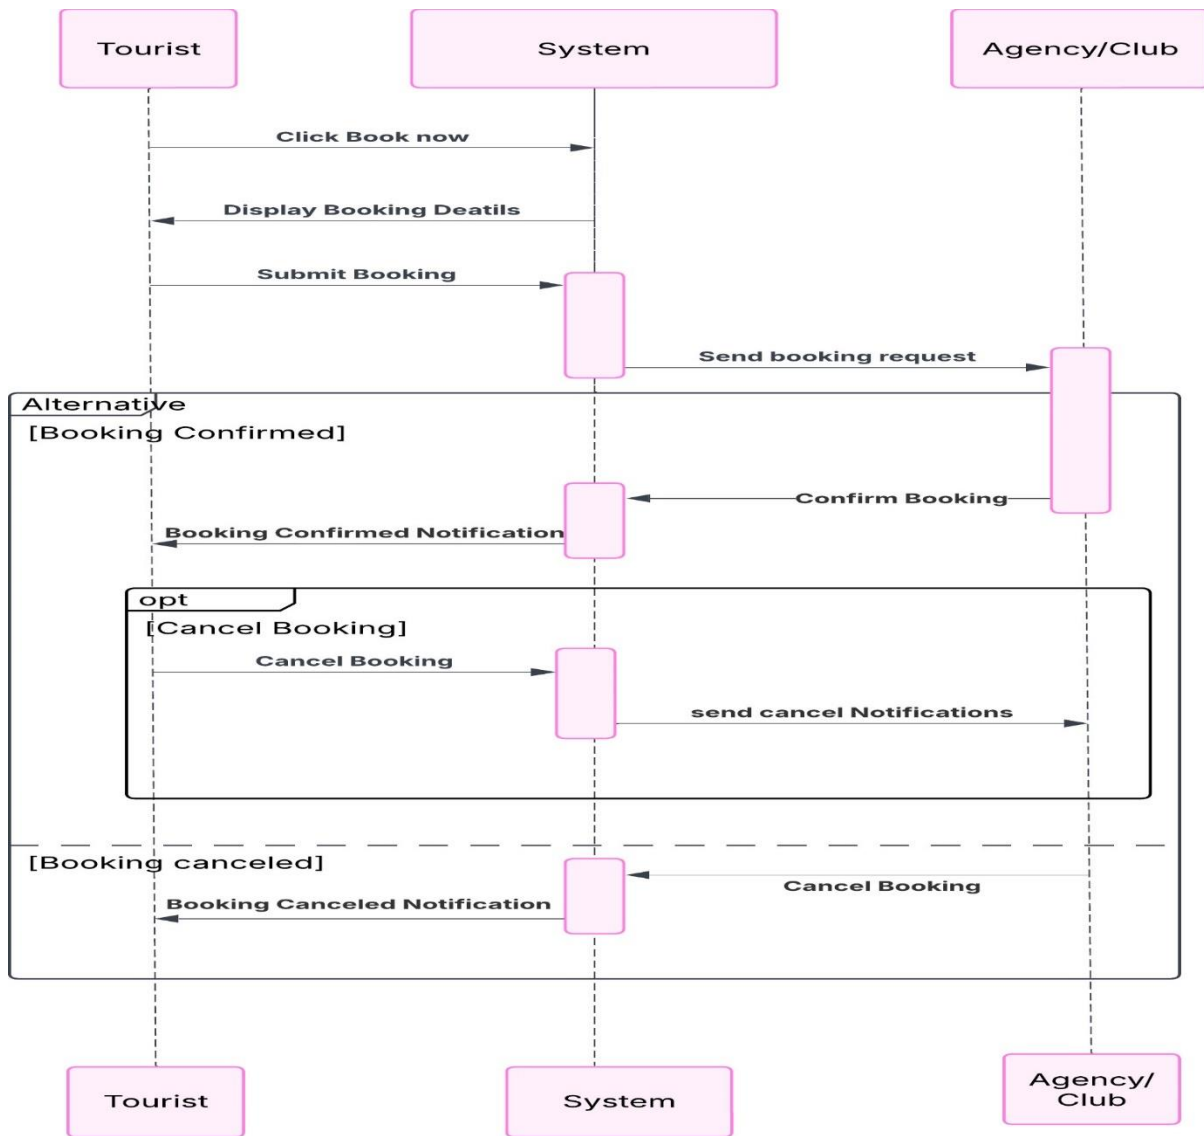 Tourist
System
Agency/Club
Click Book now
Display Booking Deatils
Submit Booking
Send booking request
Alternative
[Booking Confirmed]
Confirm Booking
Booking Confirmed Notification
opt
[Cancel Booking]
Cancel Booking
send cancel Notifications
[Booking canceled]
Cancel Booking
Booking Canceled Notification
Tourist
System
Agency/
Club